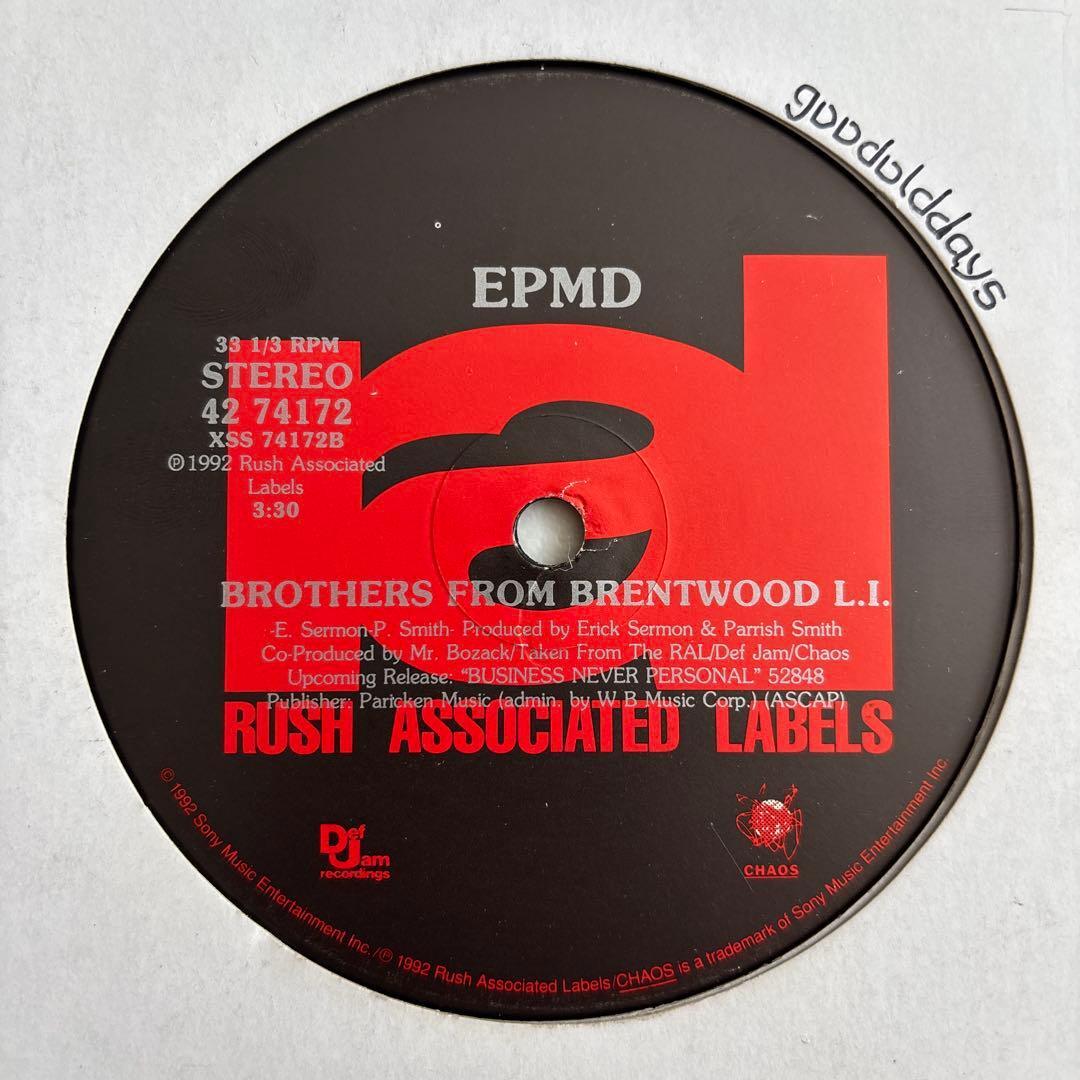 goodolddays
EPMD
33 1/3 RPM
STEREO
42 74172
XSS 74172B
℗1992 Rush Associated
Labels
3:30
BROTHERS FROM BRENTWOOD L.I.
-E. Sermon-P. Smith- Produced by Erick Sermon & Parrish Smith
Co-Produced by Mr. Bozack/Taken From The RAL/Def Jam/Chaos
Upcoming Release: “BUSINESS NEVER PERSONAL” 52848
Publisher: Paricken Music (admin. by W B Music Corp.) (ASCAP)
RUSH ASSOCIATED LABELS
Def
Jam
recordings
CHAOS
© 1992 Sony Music Entertainment Inc./℗ 1992 Rush Associated Labels/CHAOS is a trademark of Sony Music Entertainment Inc.